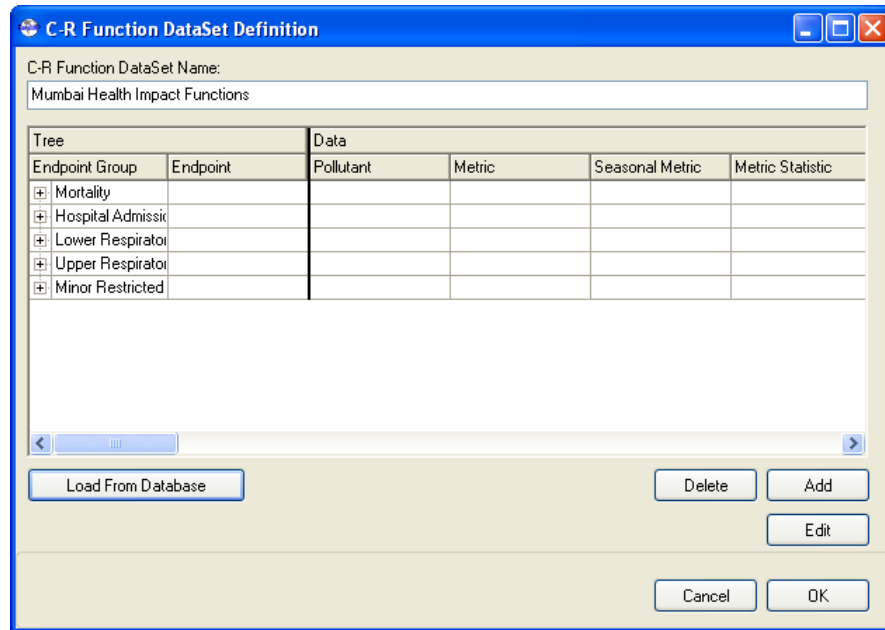 C-R Function DataSet Definition
C-R Function DataSet Name:
Mumbai Health Impact Functions
Tree Data
Endpoint Group Endpoint Pollutant Metric Seasonal Metric Metric Statistic
Mortality
Hospital Admissic
Lower Respirator
Upper Respirator
Minor Restricted
Load From Database Delete Add
Edit
Cancel OK